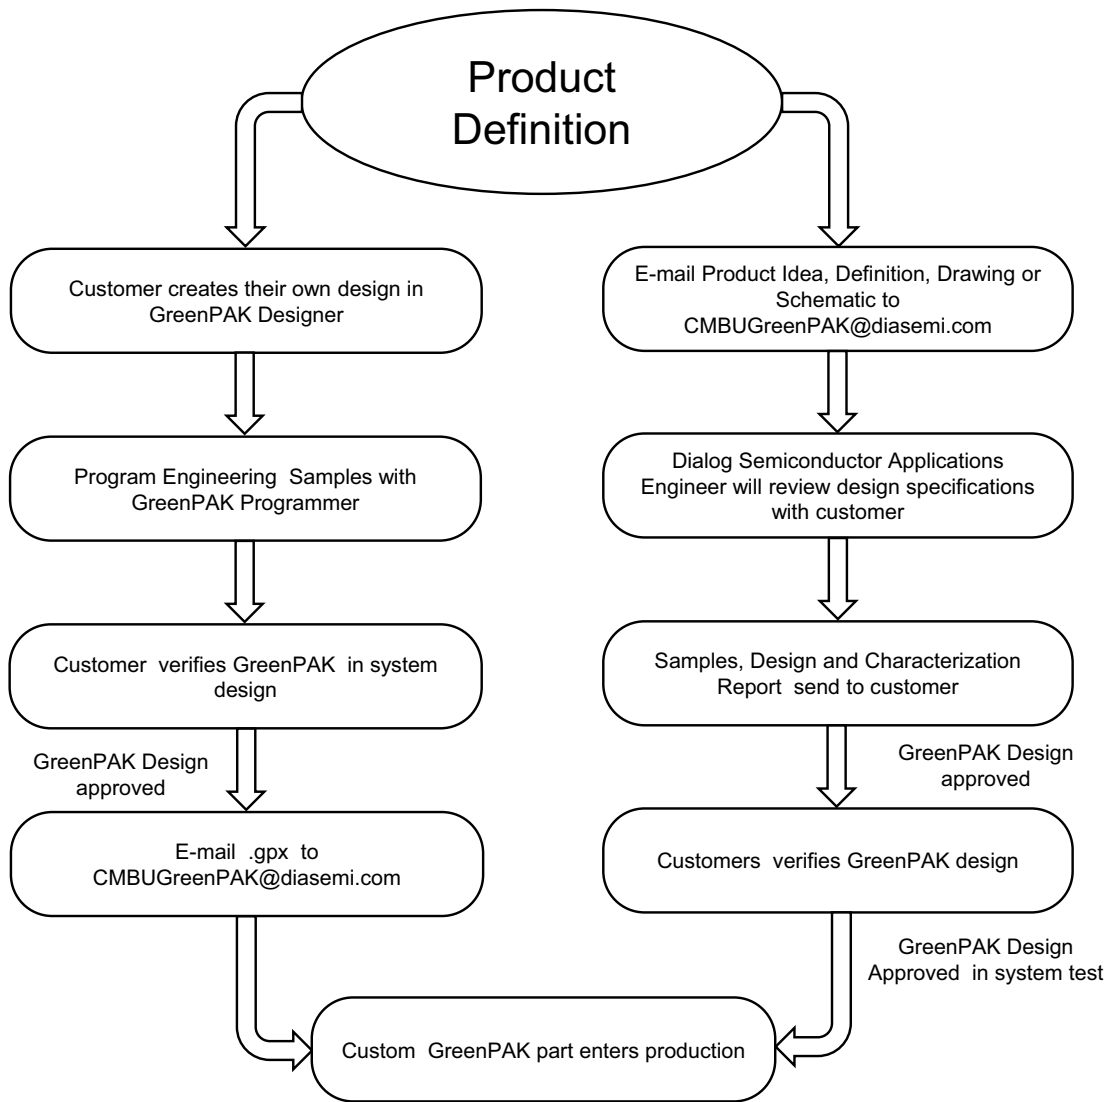 Product
Definition
Customer creates their own design in
GreenPAK Designer
Program Engineering Samples with
GreenPAK Programmer
Customer verifies GreenPAK in system
design
GreenPAK Design
approved
E-mail .gpx to
CMBUGreenPAK@diasemi.com
E-mail Product Idea, Definition, Drawing or
Schematic to
CMBUGreenPAK@diasemi.com
Dialog Semiconductor Applications
Engineer will review design specifications
with customer
Samples, Design and Characterization
Report send to customer
GreenPAK Design
approved
Customers verifies GreenPAK design
GreenPAK Design
Approved in system test
Custom GreenPAK part enters production